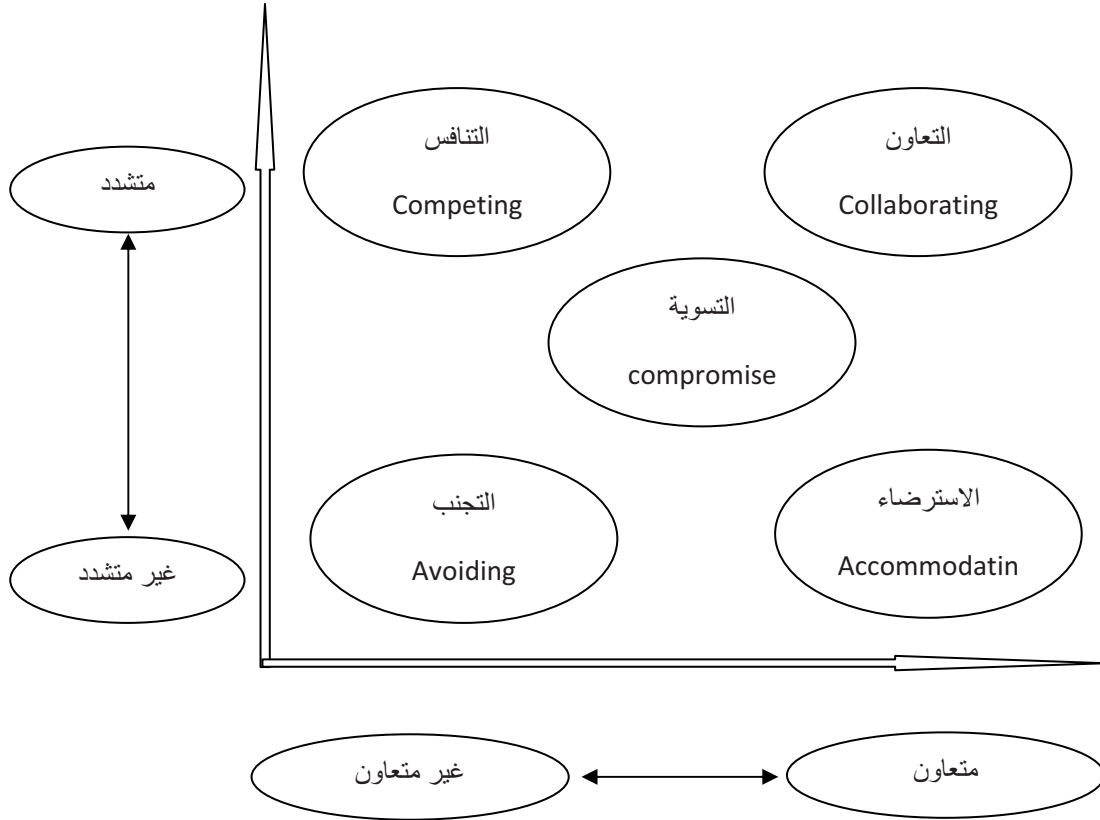 التنافس
Competing
التعاون
Collaborating
متشدد
التسوية
compromise
التجنب
Avoiding
الاسترضاء
Accommodatin
غير متشدد
غير متعاون
متعاون